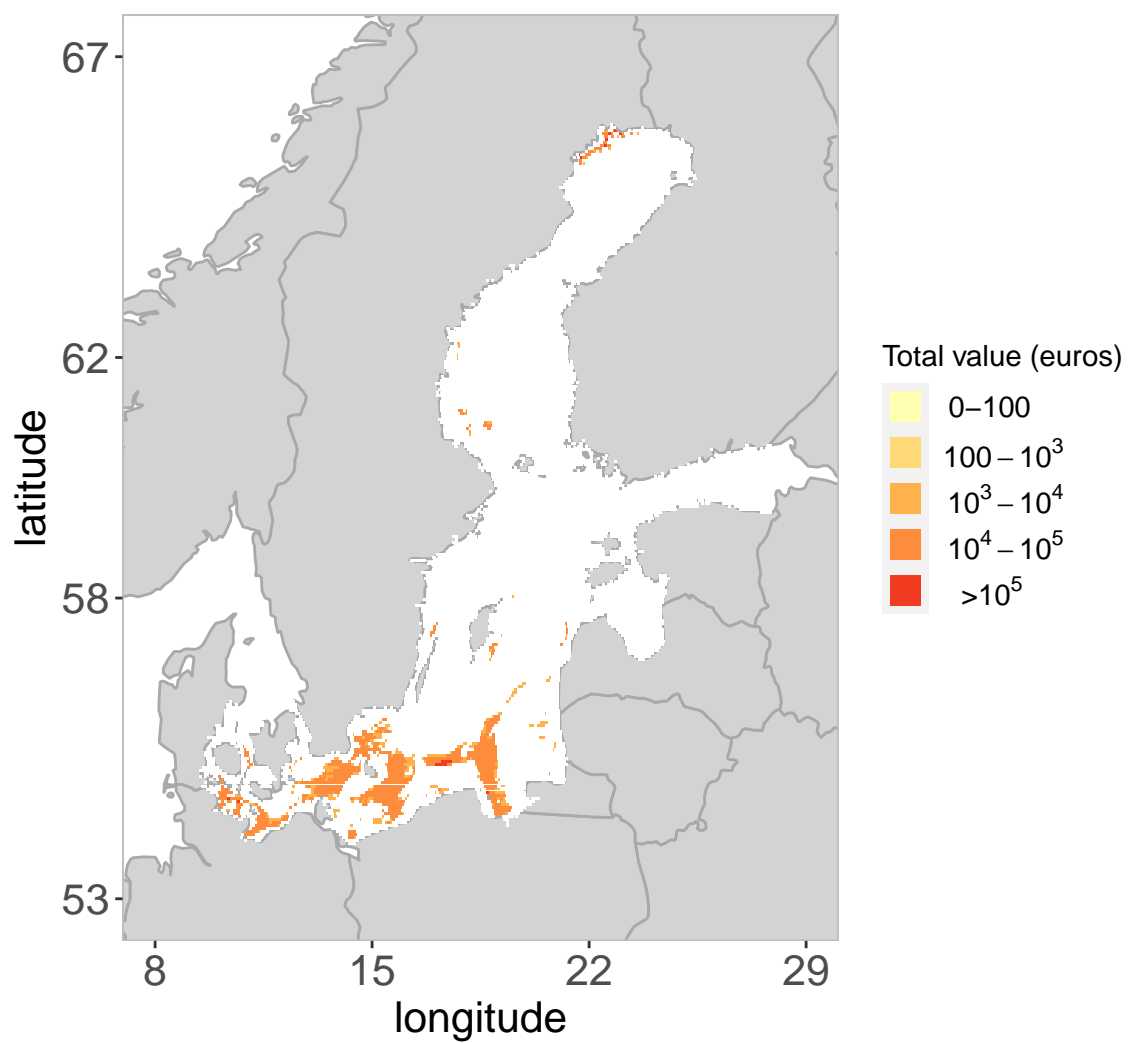 67
62
58
53
latitude
8 15 22 29
longitude
Total value (euros)
0–100
100 – 10³
10³ – 10⁴
10⁴ – 10⁵
>10⁵